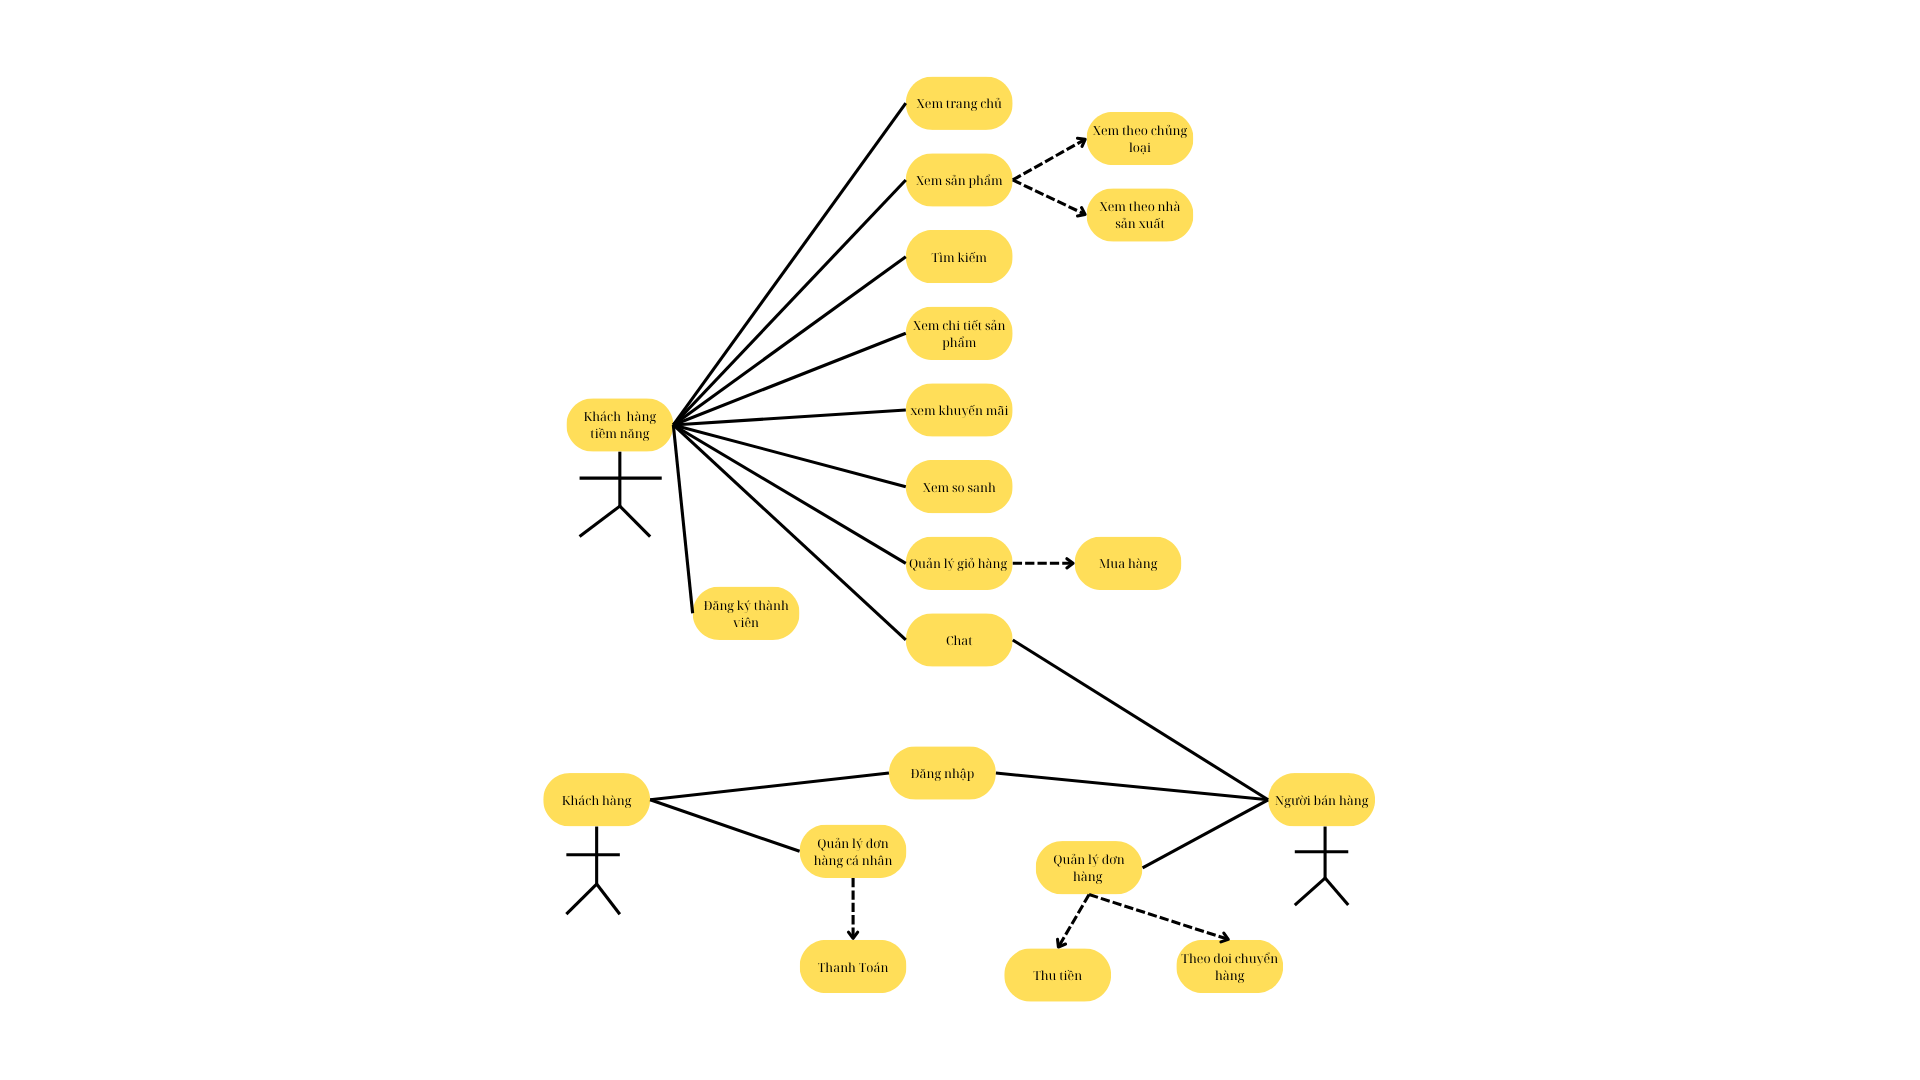 Xem trang chủ
Xem theo chủng
loại
Xem sản phẩm
Xem theo nhà
sản xuất
Tìm kiếm
Xem chi tiết sản
phẩm
xem khuyến mãi
Khách hàng
tiềm năng
Xem so sanh
Quản lý giỏ hàng
Mua hàng
Đăng ký thành
viên
Chat
Đăng nhập
Khách hàng
Người bán hàng
Quản lý đơn
hàng cá nhân
Quản lý đơn
hàng
Thanh Toán
Thu tiền
Theo doi chuyển
hàng